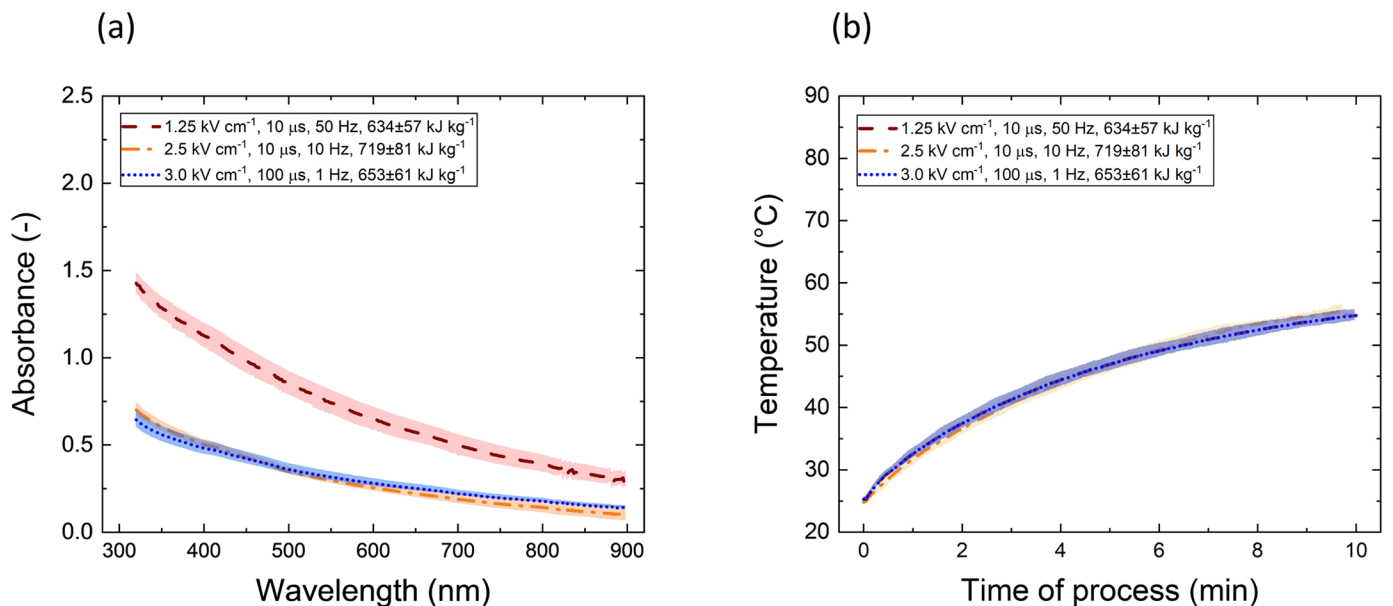 (a)
2.5
2.0
1.5
1.0
0.5
0.0
Absorbance (-)
1.25 kV cm⁻¹, 10 μs, 50 Hz, 634±57 kJ kg⁻¹
2.5 kV cm⁻¹, 10 μs, 10 Hz, 719±81 kJ kg⁻¹
3.0 kV cm⁻¹, 100 μs, 1 Hz, 653±61 kJ kg⁻¹
300 400 500 600 700 800 900
Wavelength (nm)
(b)
90
80
70
60
50
40
30
20
Temperature (°C)
1.25 kV cm⁻¹, 10 μs, 50 Hz, 634±57 kJ kg⁻¹
2.5 kV cm⁻¹, 10 μs, 10 Hz, 719±81 kJ kg⁻¹
3.0 kV cm⁻¹, 100 μs, 1 Hz, 653±61 kJ kg⁻¹
0 2 4 6 8 10
Time of process (min)